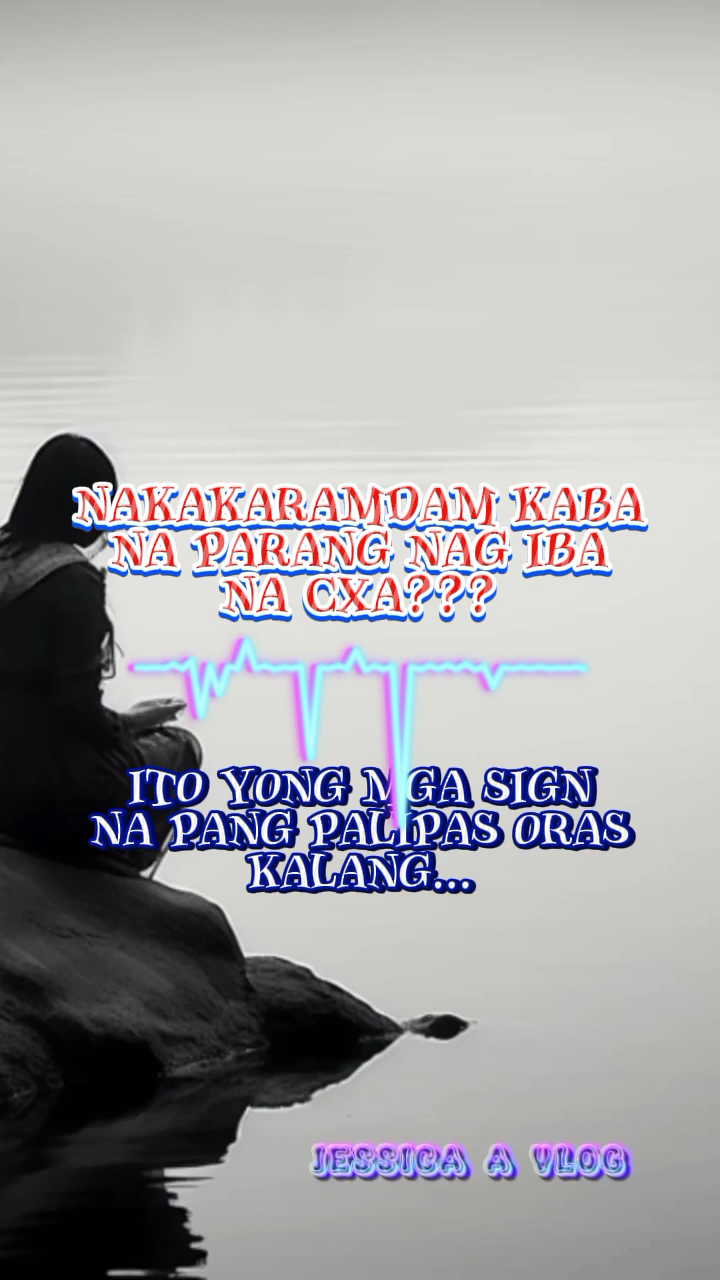 NAKAKARAMDAM KABA
NA PARANG NAG IBA
NA CXA???
ITO YONG MGA SIGN
NA PANG PALIPAS ORAS
KALANG...
JESSICA A VLOG